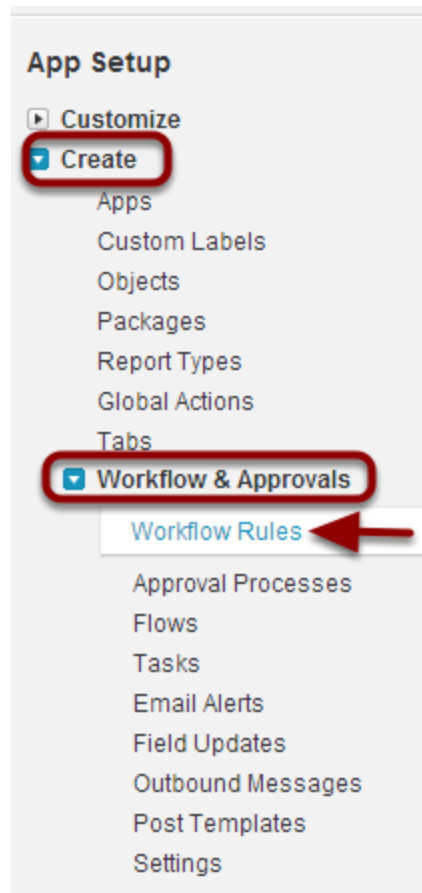 App Setup
Customize
Create
Apps
Custom Labels
Objects
Packages
Report Types
Global Actions
Tabs
Workflow & Approvals
Workflow Rules
Approval Processes
Flows
Tasks
Email Alerts
Field Updates
Outbound Messages
Post Templates
Settings